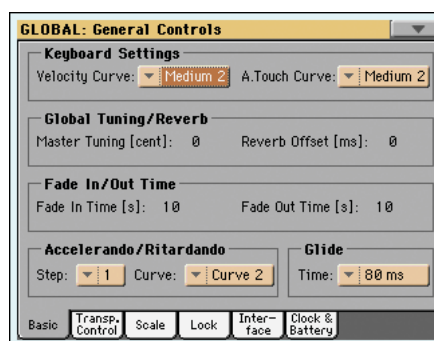 GLOBAL: General Controls
Keyboard Settings
Velocity Curve: Medium 2 A.Touch Curve: Medium 2
Global Tuning/Reverb
Master Tuning [cent]: 0 Reverb Offset [ms]: 0
Fade In/Out Time
Fade In Time [s]: 10 Fade Out Time [s]: 10
Accelerando/Ritardando Glide
Step: 1 Curve: Curve 2 Time: 80 ms
Basic Transp. Control Scale Lock Inter-face Clock & Battery